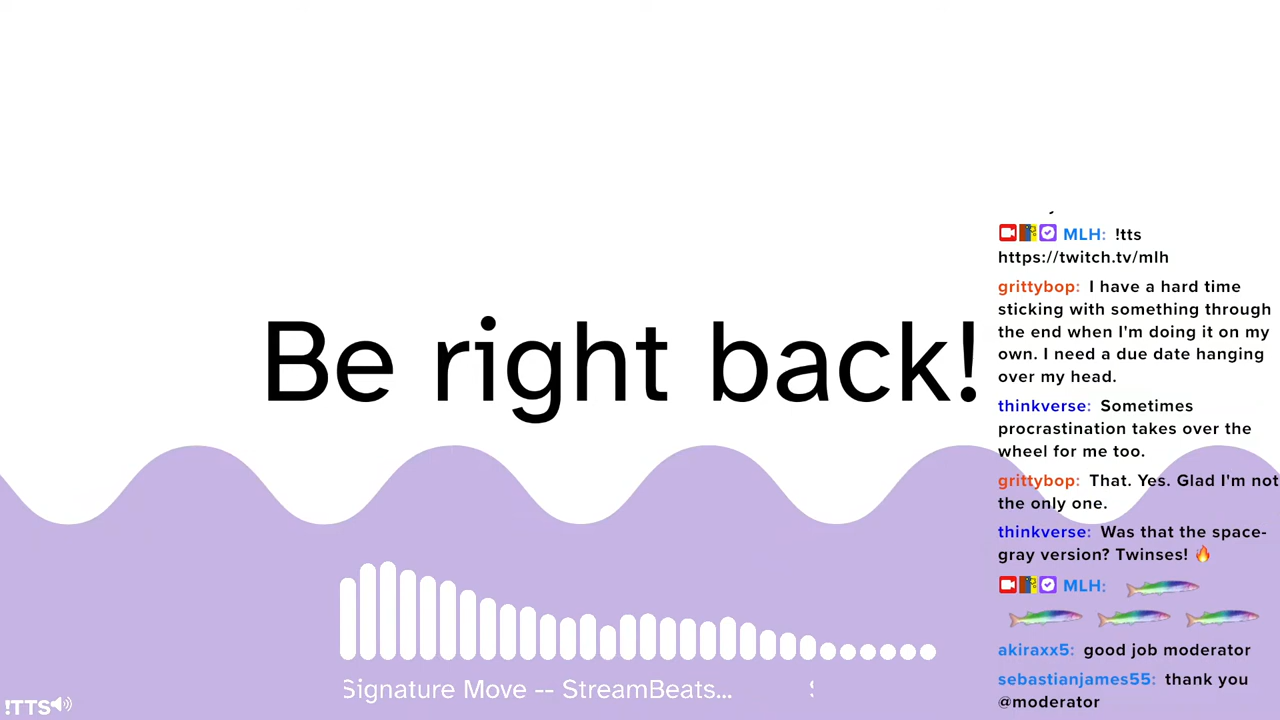 Be right back!
MLH: !tts
https://twitch.tv/mlh
grittybop: I have a hard time
sticking with something through
the end when I'm doing it on my
own. I need a due date hanging
over my head.
thinkverse: Sometimes
procrastination takes over the
wheel for me too.
grittybop: That. Yes. Glad I'm not
the only one.
thinkverse: Was that the space-
gray version? Twinses! 🔥
MLH:
akiraxx5: good job moderator
sebastianjames55: thank you
@moderator
Signature Move -- StreamBeats...
!TTS